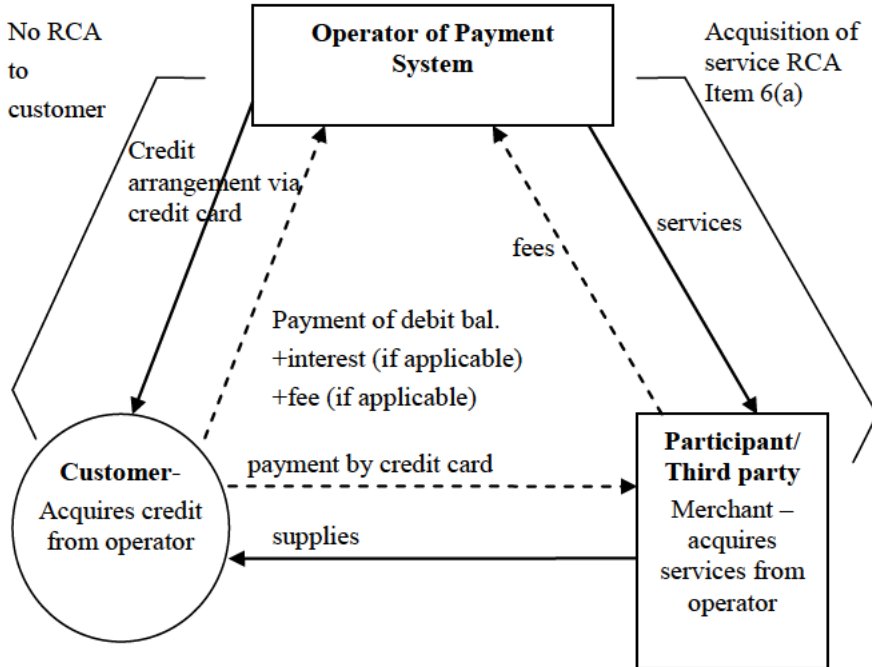 No RCA
to
customer
Operator of Payment
System
Acquisition of
service RCA
Item 6(a)
Credit
arrangement via
credit card
services
fees
Payment of debit bal.
+interest (if applicable)
+fee (if applicable)
Customer-
Acquires credit
from operator
payment by credit card
supplies
Participant/
Third party
Merchant –
acquires
services from
operator